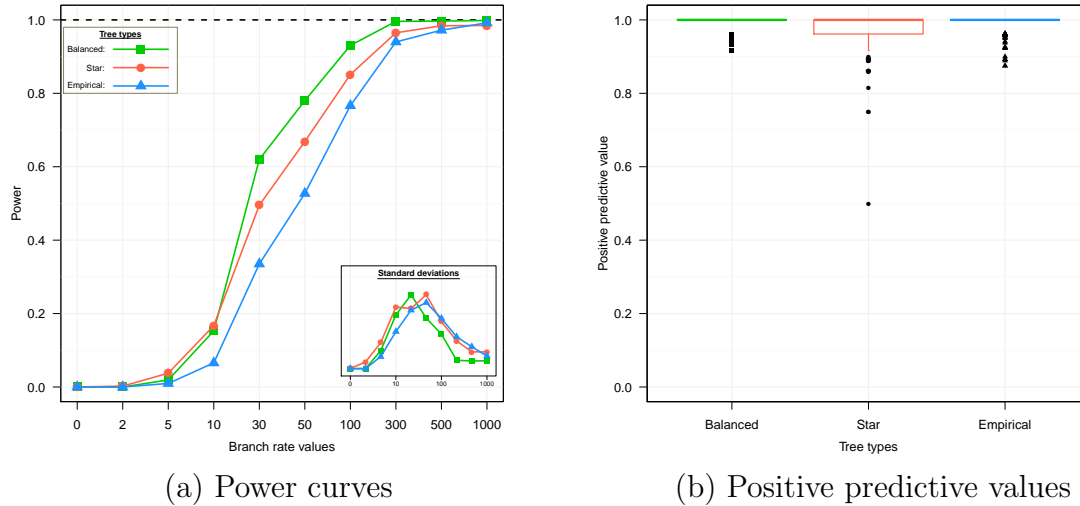 Tree types
Balanced:
Star:
Empirical:
Power
1.0
0.8
0.6
0.4
0.2
0.0
Standard deviations
0 10 100 1000
0 2 5 10 30 50 100 300 500 1000
Branch rate values
(a) Power curves
Positive predictive value
1.0
0.8
0.6
0.4
0.2
0.0
Balanced Star Empirical
Tree types
(b) Positive predictive values